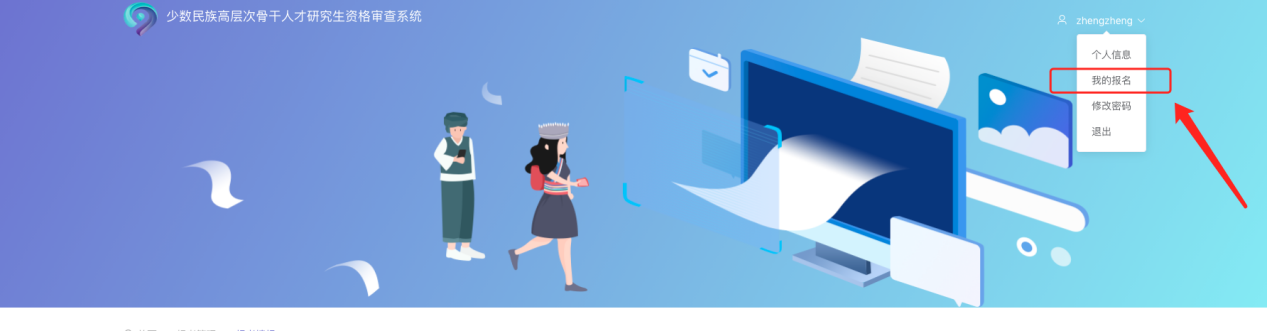 少数民族高层次骨干人才研究生资格审查系统
zhengzheng
个人信息
我的报名
修改密码
退出